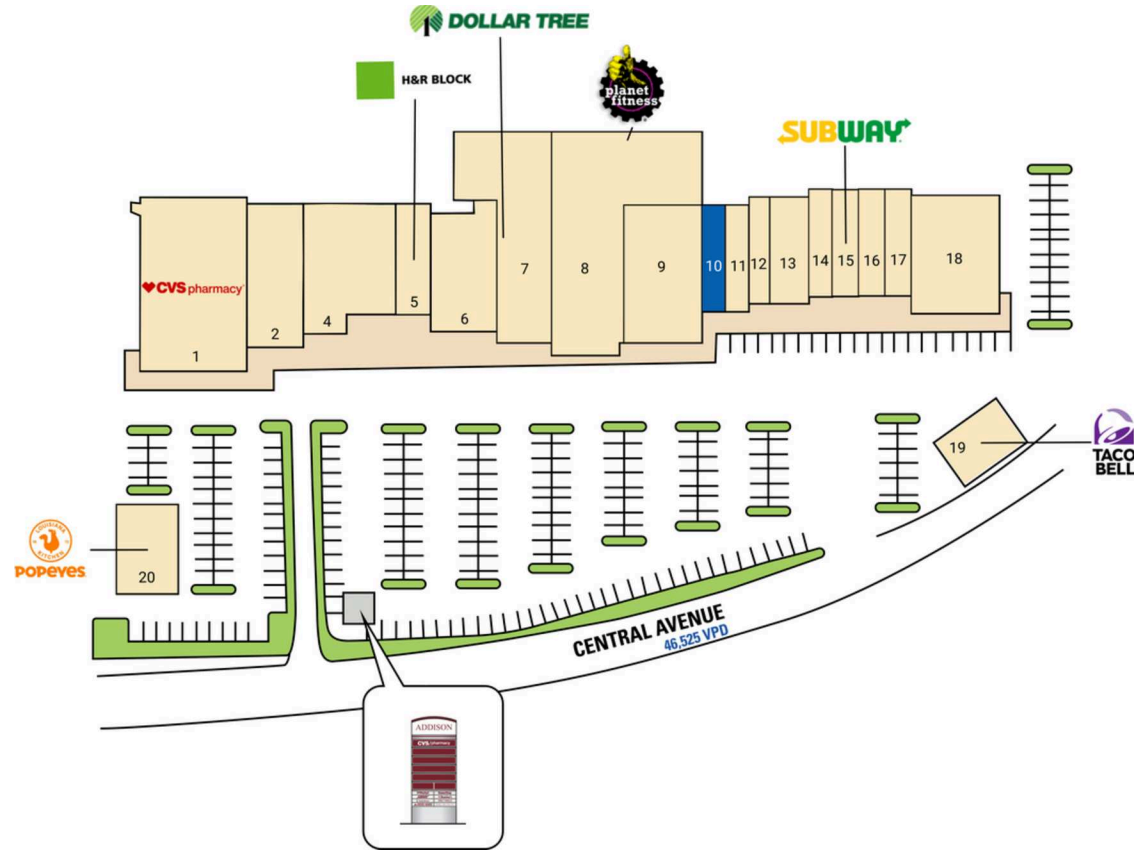 DOLLAR TREE
H&R BLOCK
planet
fitness
SUBWAY
CVS pharmacy
1
2
4
5
6
7
8
9
10
11
12
13
14
15
16
17
18
19
TACO
BELL
LOUISIANA
KITCHEN
POPEYES
20
CENTRAL AVENUE
46,525 VPD
ADDISON
CVS pharmacy